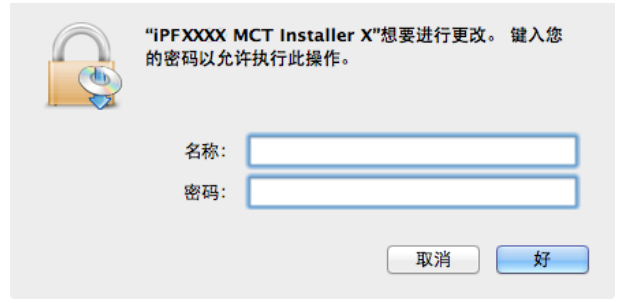 “iPFXXXX MCT Installer X”想要进行更改。 键入您
的密码以允许执行此操作。
名称：
密码：
取消
好